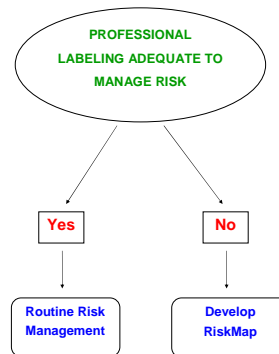 PROFESSIONAL
LABELING ADEQUATE TO
MANAGE RISK
Yes
No
Routine Risk
Management
Develop
RiskMap